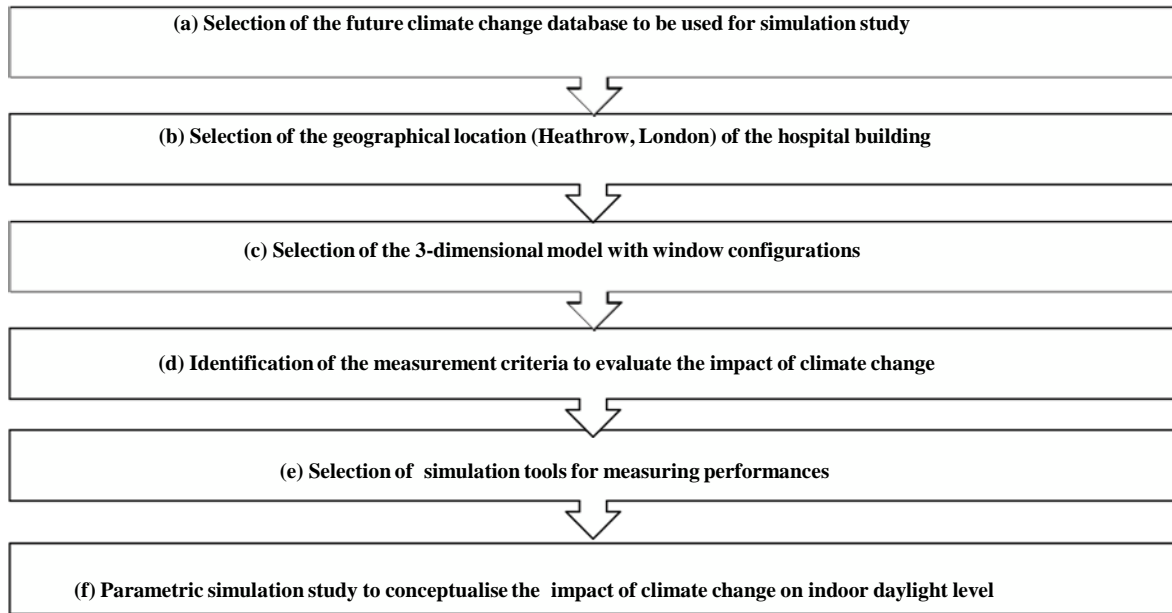 (a) Selection of the future climate change database to be used for simulation study
(b) Selection of the geographical location (Heathrow, London) of the hospital building
(c) Selection of the 3-dimensional model with window configurations
(d) Identification of the measurement criteria to evaluate the impact of climate change
(e) Selection of simulation tools for measuring performances
(f) Parametric simulation study to conceptualise the impact of climate change on indoor daylight level